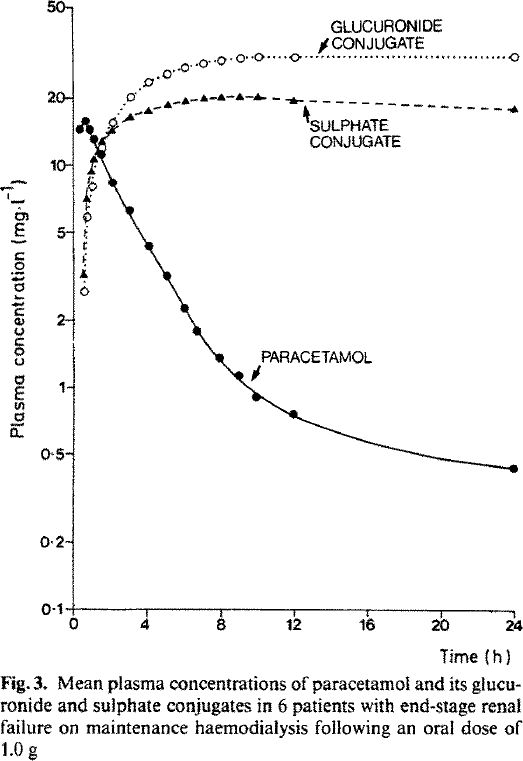 50
GLUCURONIDE
CONJUGATE
20
SULPHATE
CONJUGATE
10
5
2
PARACETAMOL
1
0·5
0·2
0·1
0 4 8 12 16 20 24
Time (h)
Plasma concentration (mg·l⁻¹)
Fig. 3. Mean plasma concentrations of paracetamol and its glucu-
ronide and sulphate conjugates in 6 patients with end-stage renal
failure on maintenance haemodialysis following an oral dose of
1.0 g